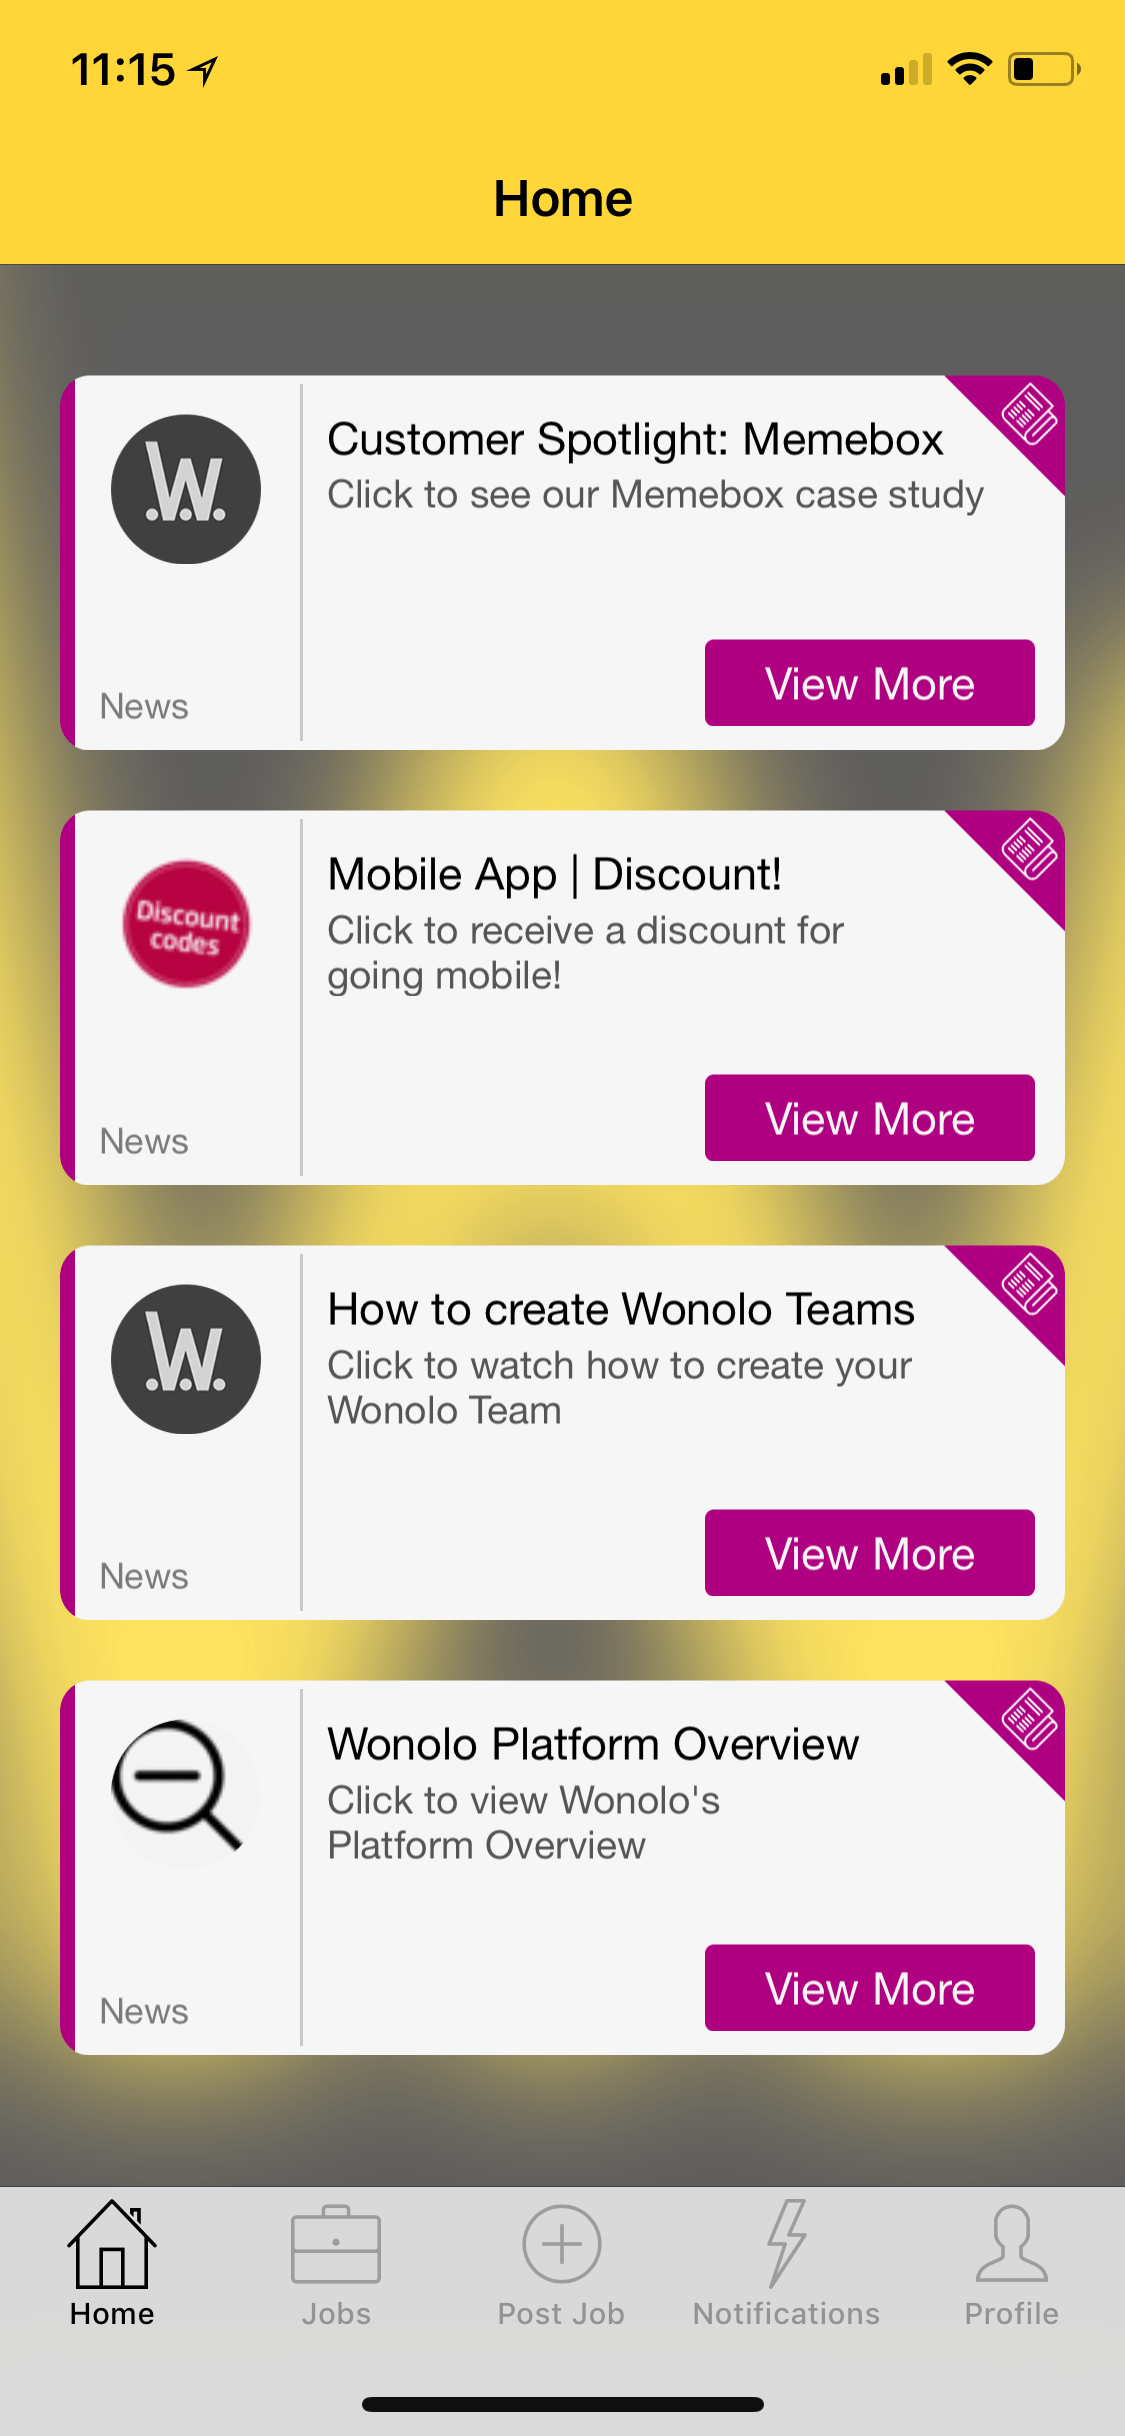 11:15
Home
W
Customer Spotlight: Memebox
Click to see our Memebox case study
News
View More
Discount
codes
Mobile App | Discount!
Click to receive a discount for
going mobile!
News
View More
W
How to create Wonolo Teams
Click to watch how to create your
Wonolo Team
News
View More
Wonolo Platform Overview
Click to view Wonolo's
Platform Overview
News
View More
Home
Jobs
Post Job
Notifications
Profile